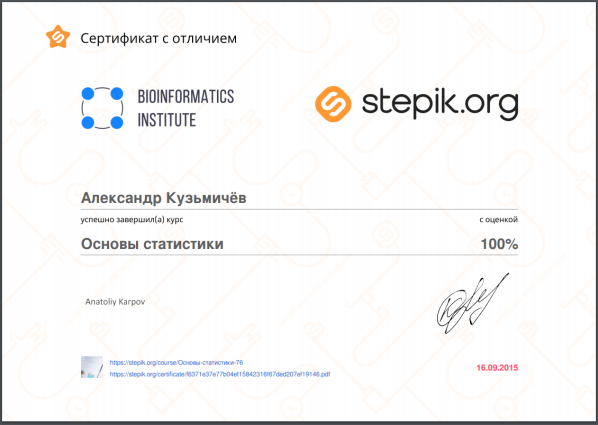 Сертификат с отличием
BIOINFORMATICS
INSTITUTE
stepik.org
Александр Кузьмичёв
успешно завершил(а) курс
с оценкой
Основы статистики
100%
Anatoliy Karpov
https://stepik.org/course/Основы-статистики-76
https://stepik.org/certificate/f6371e37e77b04ef15842316f67ded207ef19146.pdf
16.09.2015